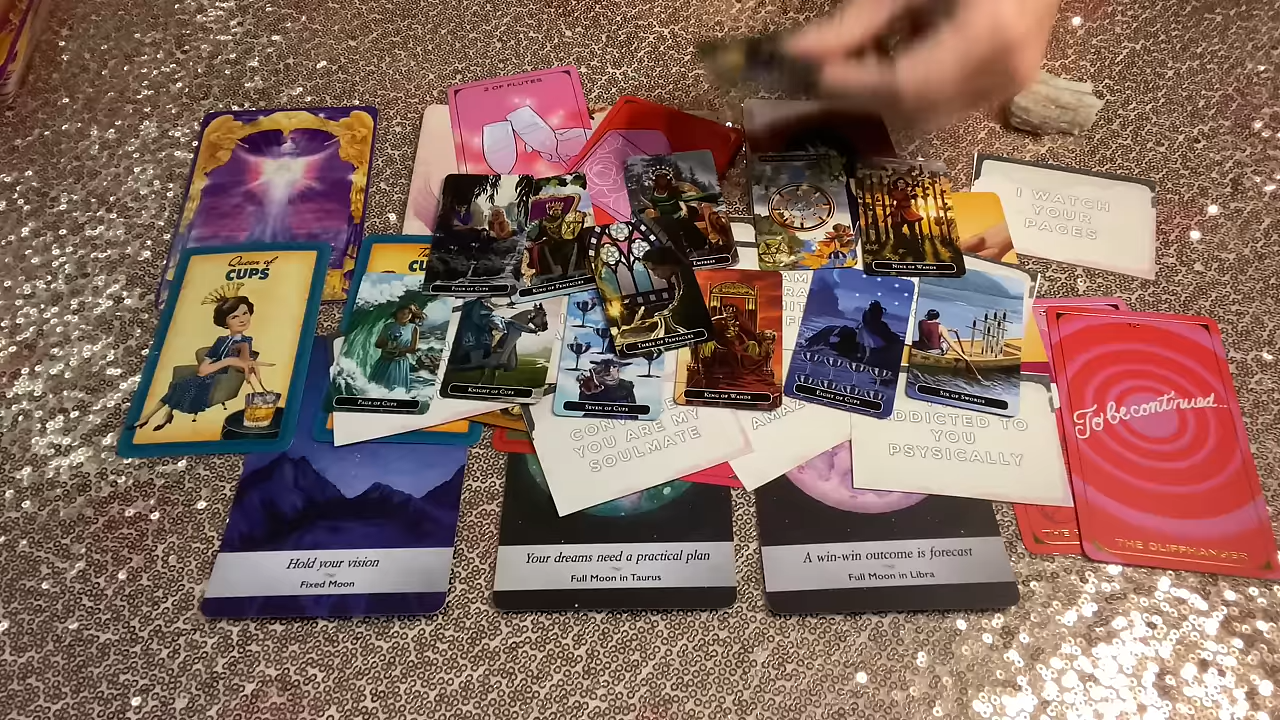 2 OF FLUTES
I WATCH
YOUR
PAGES
Queen of
CUPS
CU
FOUR OF CUPS
KING OF PENTACLES
EMPRESS
NINE OF WANDS
THREE OF PENTACLES
PAGE OF CUPS
KNIGHT OF CUPS
SEVEN OF CUPS
KING OF WANDS
EIGHT OF CUPS
SIX OF SWORDS
YOU ARE MY
SOULMATE
AMAZ
ADDICTED TO
YOU
PSYSICALLY
To be continued...
THE CLIFFHANGER
Hold your vision
Fixed Moon
Your dreams need a practical plan
Full Moon in Taurus
A win-win outcome is forecast
Full Moon in Libra